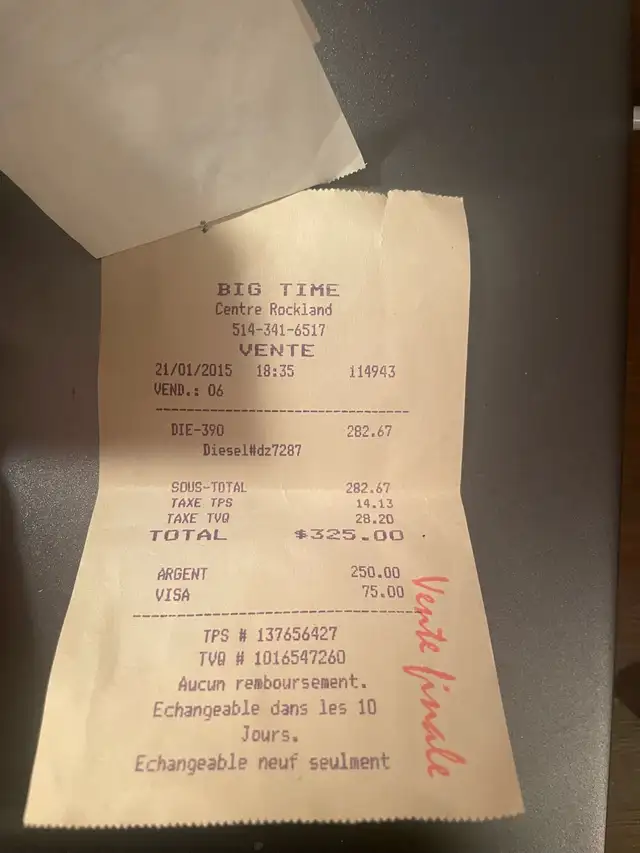 BIG TIME
Centre Rockland
514-341-6517
VENTE
21/01/2015 18:35 114943
VEND.: 06
DIE-390 282.67
Diesel#dz7287
SOUS-TOTAL 282.67
TAXE TPS 14.13
TAXE TVQ 28.20
TOTAL $325.00
ARGENT 250.00
VISA 75.00
TPS # 137656427
TVQ # 1016547260
Aucun remboursement.
Echangeable dans les 10
Jours.
Echangeable neuf seulment
Vente finale